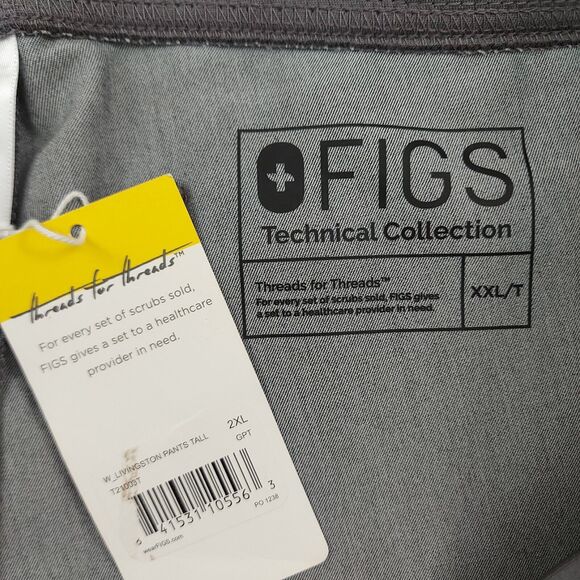 FIGS
Technical Collection
Threads for Threads™
For every set of scrubs sold, FIGS gives
a set to a healthcare provider in need.
XXL/T
threads for threads™
For every set of scrubs sold,
FIGS gives a set to a healthcare
provider in need.
2XL
W_LIVINGSTON PANTS TALL
GPT
T21003T
6 41531 10556 3
wearFIGS.com
PO 1238